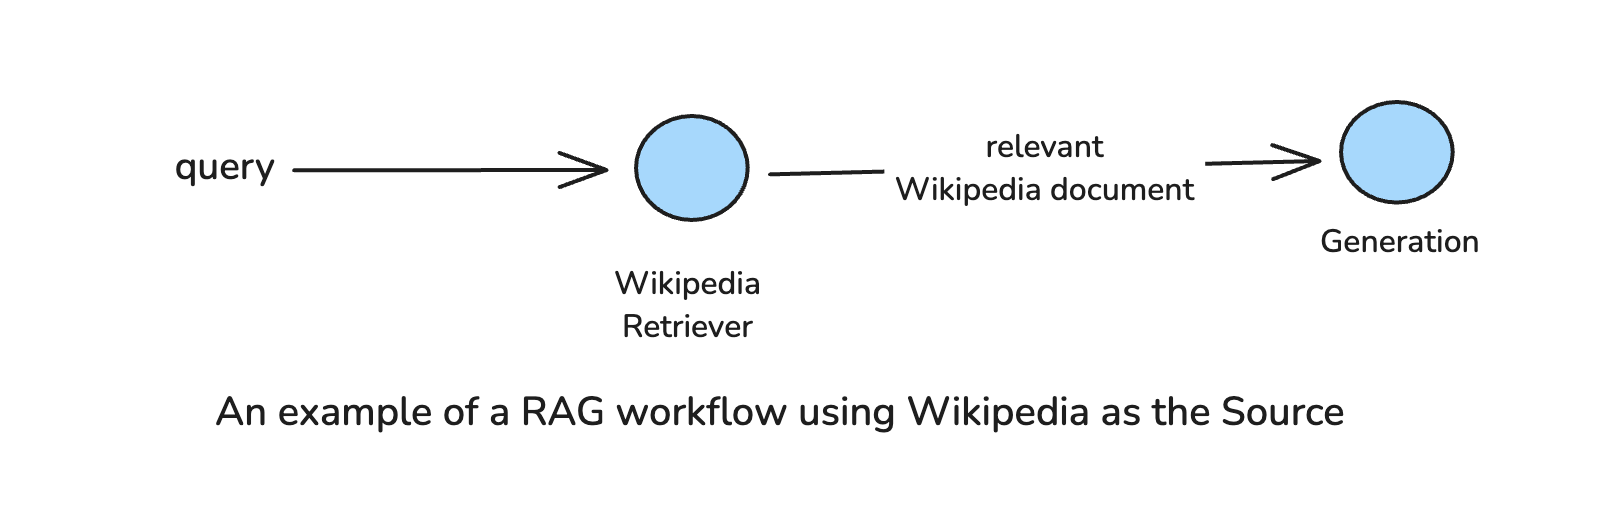 query
relevant
Wikipedia document
Generation
Wikipedia
Retriever
An example of a RAG workflow using Wikipedia as the Source